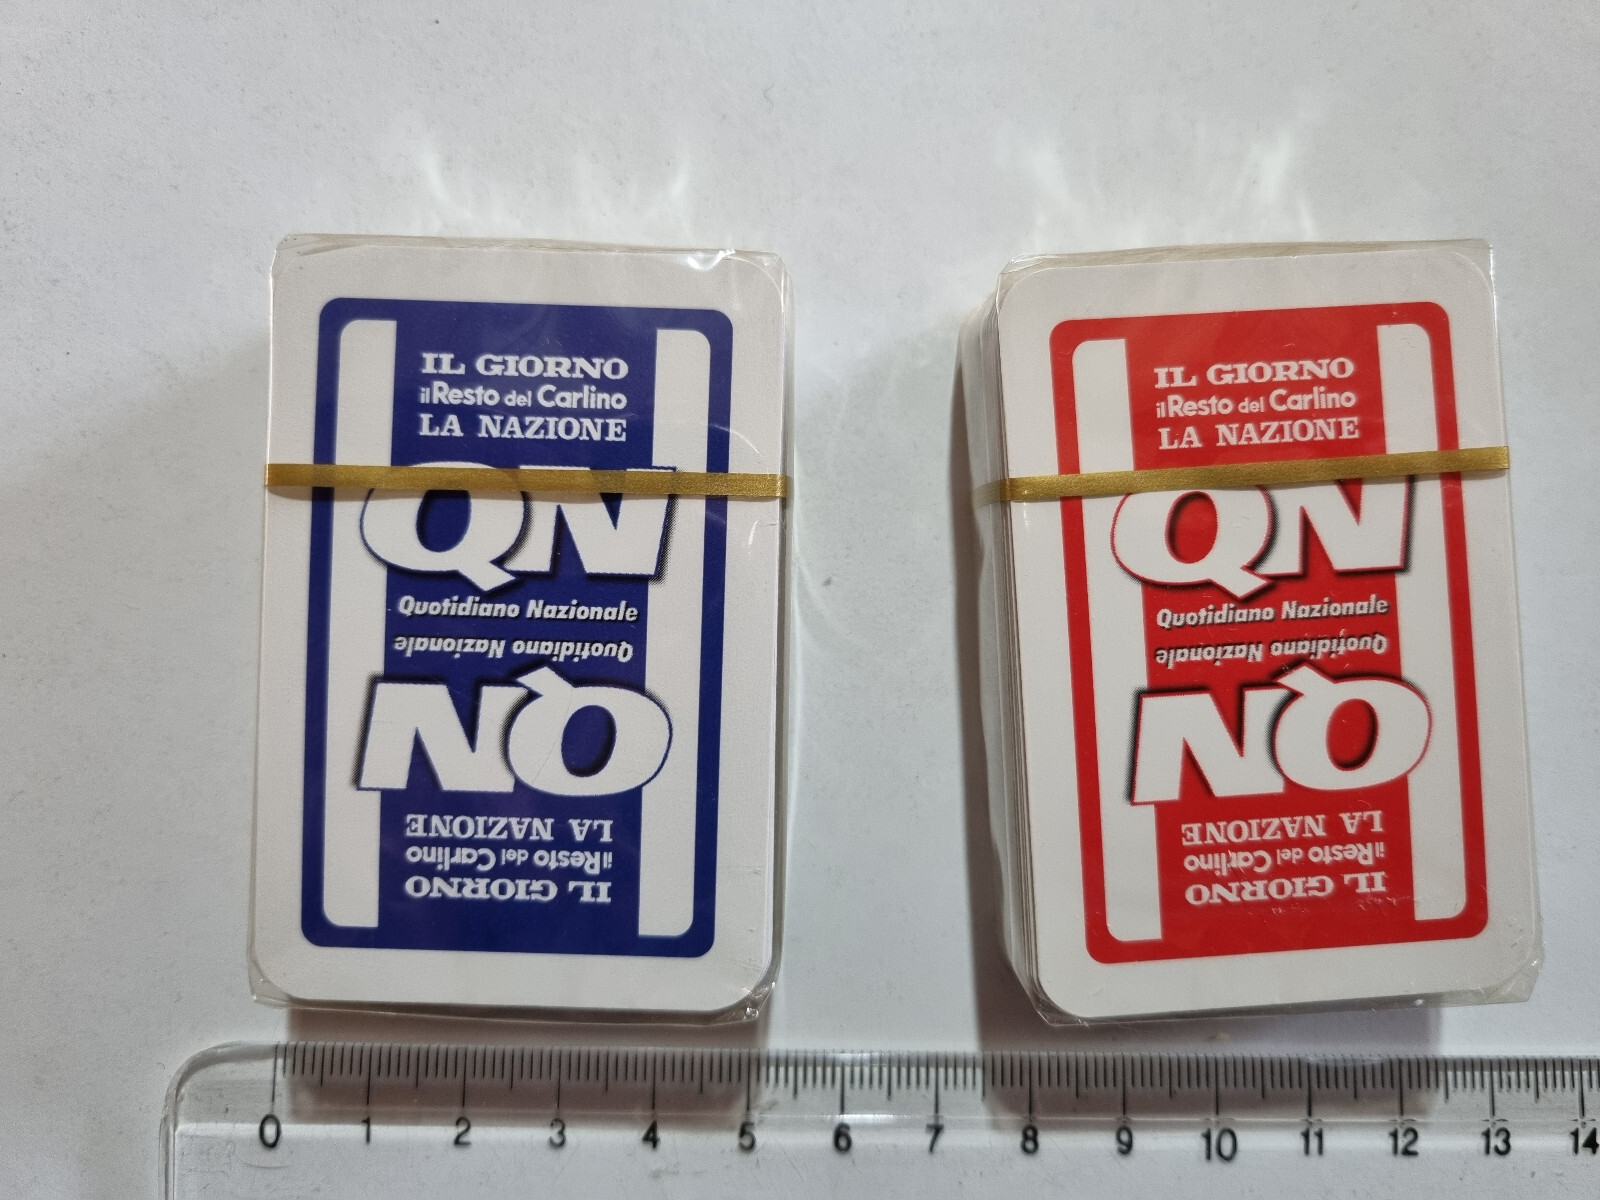 IL GIORNO
il Resto del Carlino
LA NAZIONE
QN
Quotidiano Nazionale
Quotidiano Nazionale
QN
LA NAZIONE
il Resto del Carlino
IL GIORNO
IL GIORNO
il Resto del Carlino
LA NAZIONE
QN
Quotidiano Nazionale
Quotidiano Nazionale
QN
LA NAZIONE
il Resto del Carlino
IL GIORNO
0 1 2 3 4 5 6 7 8 9 10 11 12 13 14